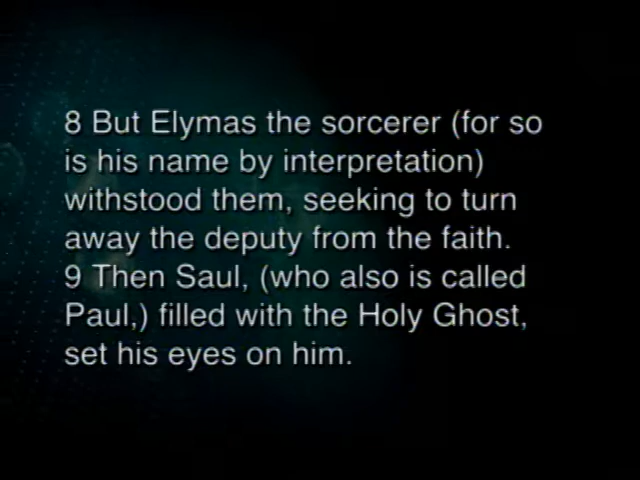 8 But Elymas the sorcerer (for so
is his name by interpretation)
withstood them, seeking to turn
away the deputy from the faith.
9 Then Saul, (who also is called
Paul,) filled with the Holy Ghost,
set his eyes on him.